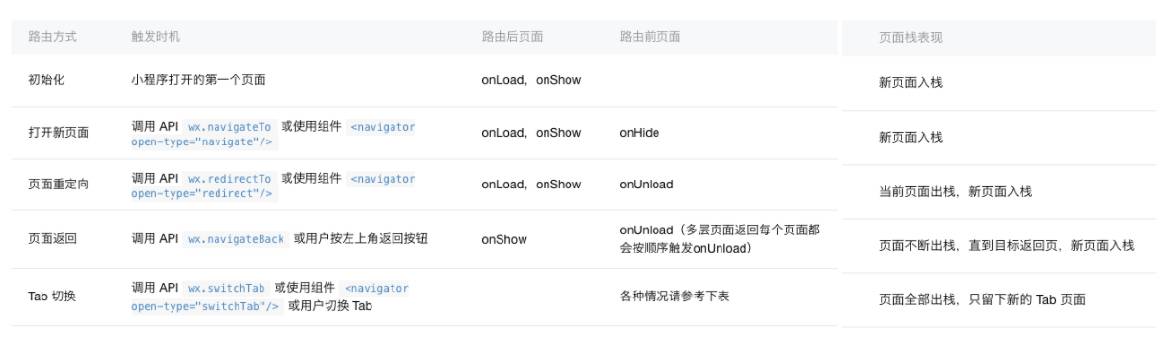 路由方式 触发时机 路由后页面 路由前页面 页面栈表现
初始化 小程序打开的第一个页面 onLoad，onShow 新页面入栈
打开新页面 调用 API wx.navigateTo 或使用组件 <navigator
open-type="navigate"/> onLoad，onShow onHide 新页面入栈
页面重定向 调用 API wx.redirectTo 或使用组件 <navigator
open-type="redirect"/> onLoad，onShow onUnload 当前页面出栈，新页面入栈
页面返回 调用 API wx.navigateBack 或用户按左上角返回按钮 onShow onUnload（多层页面返回每个页面都
会按顺序触发onUnload） 页面不断出栈，直到目标返回页，新页面入栈
Tab 切换 调用 API wx.switchTab 或使用组件 <navigator
open-type="switchTab"/> 或用户切换 Tab 各种情况请参考下表 页面全部出栈，只留下新的 Tab 页面